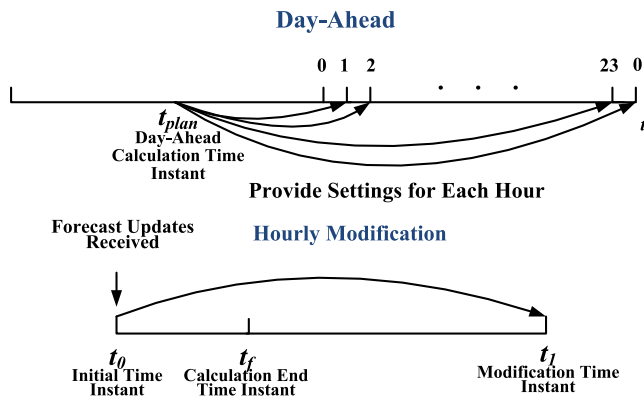 Day-Ahead
0 1 2 . . . 23 0
t
t_plan
Day-Ahead
Calculation Time
Instant
Provide Settings for Each Hour
Forecast Updates
Received
Hourly Modification
t_0 t_f t_1
Initial Time
Instant
Calculation End
Time Instant
Modification Time
Instant